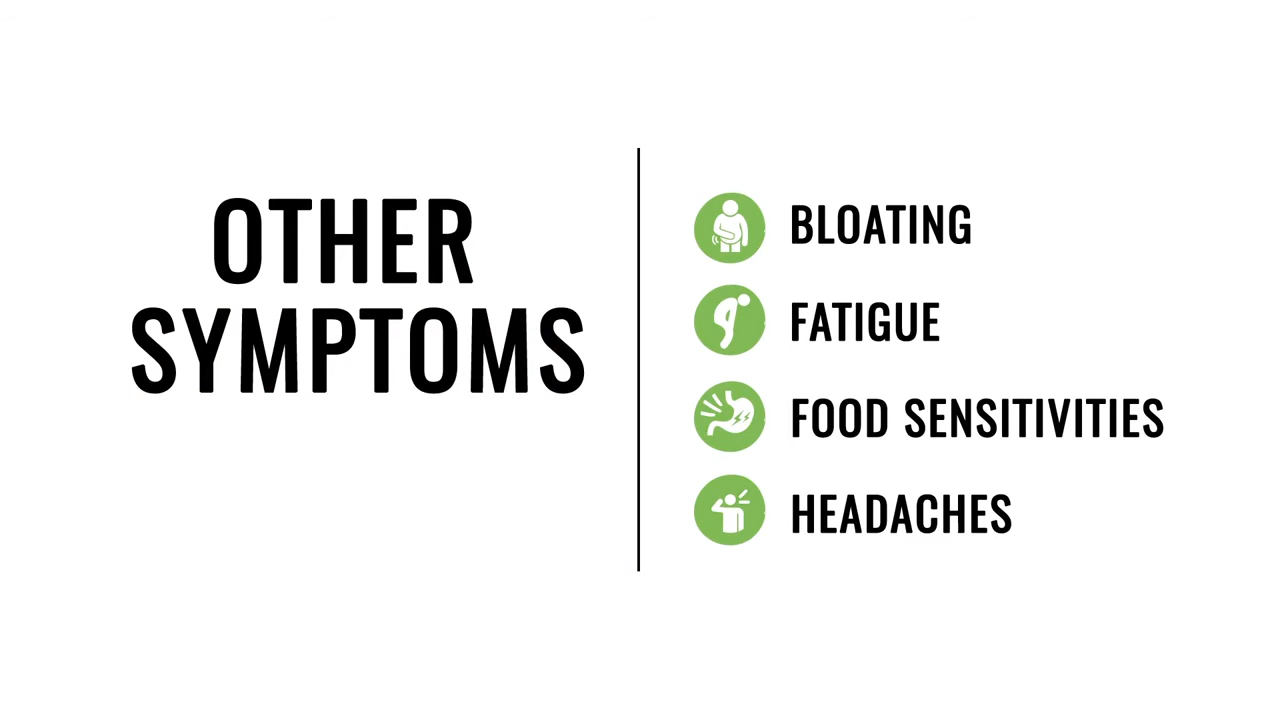 OTHER
SYMPTOMS
BLOATING
FATIGUE
FOOD SENSITIVITIES
HEADACHES